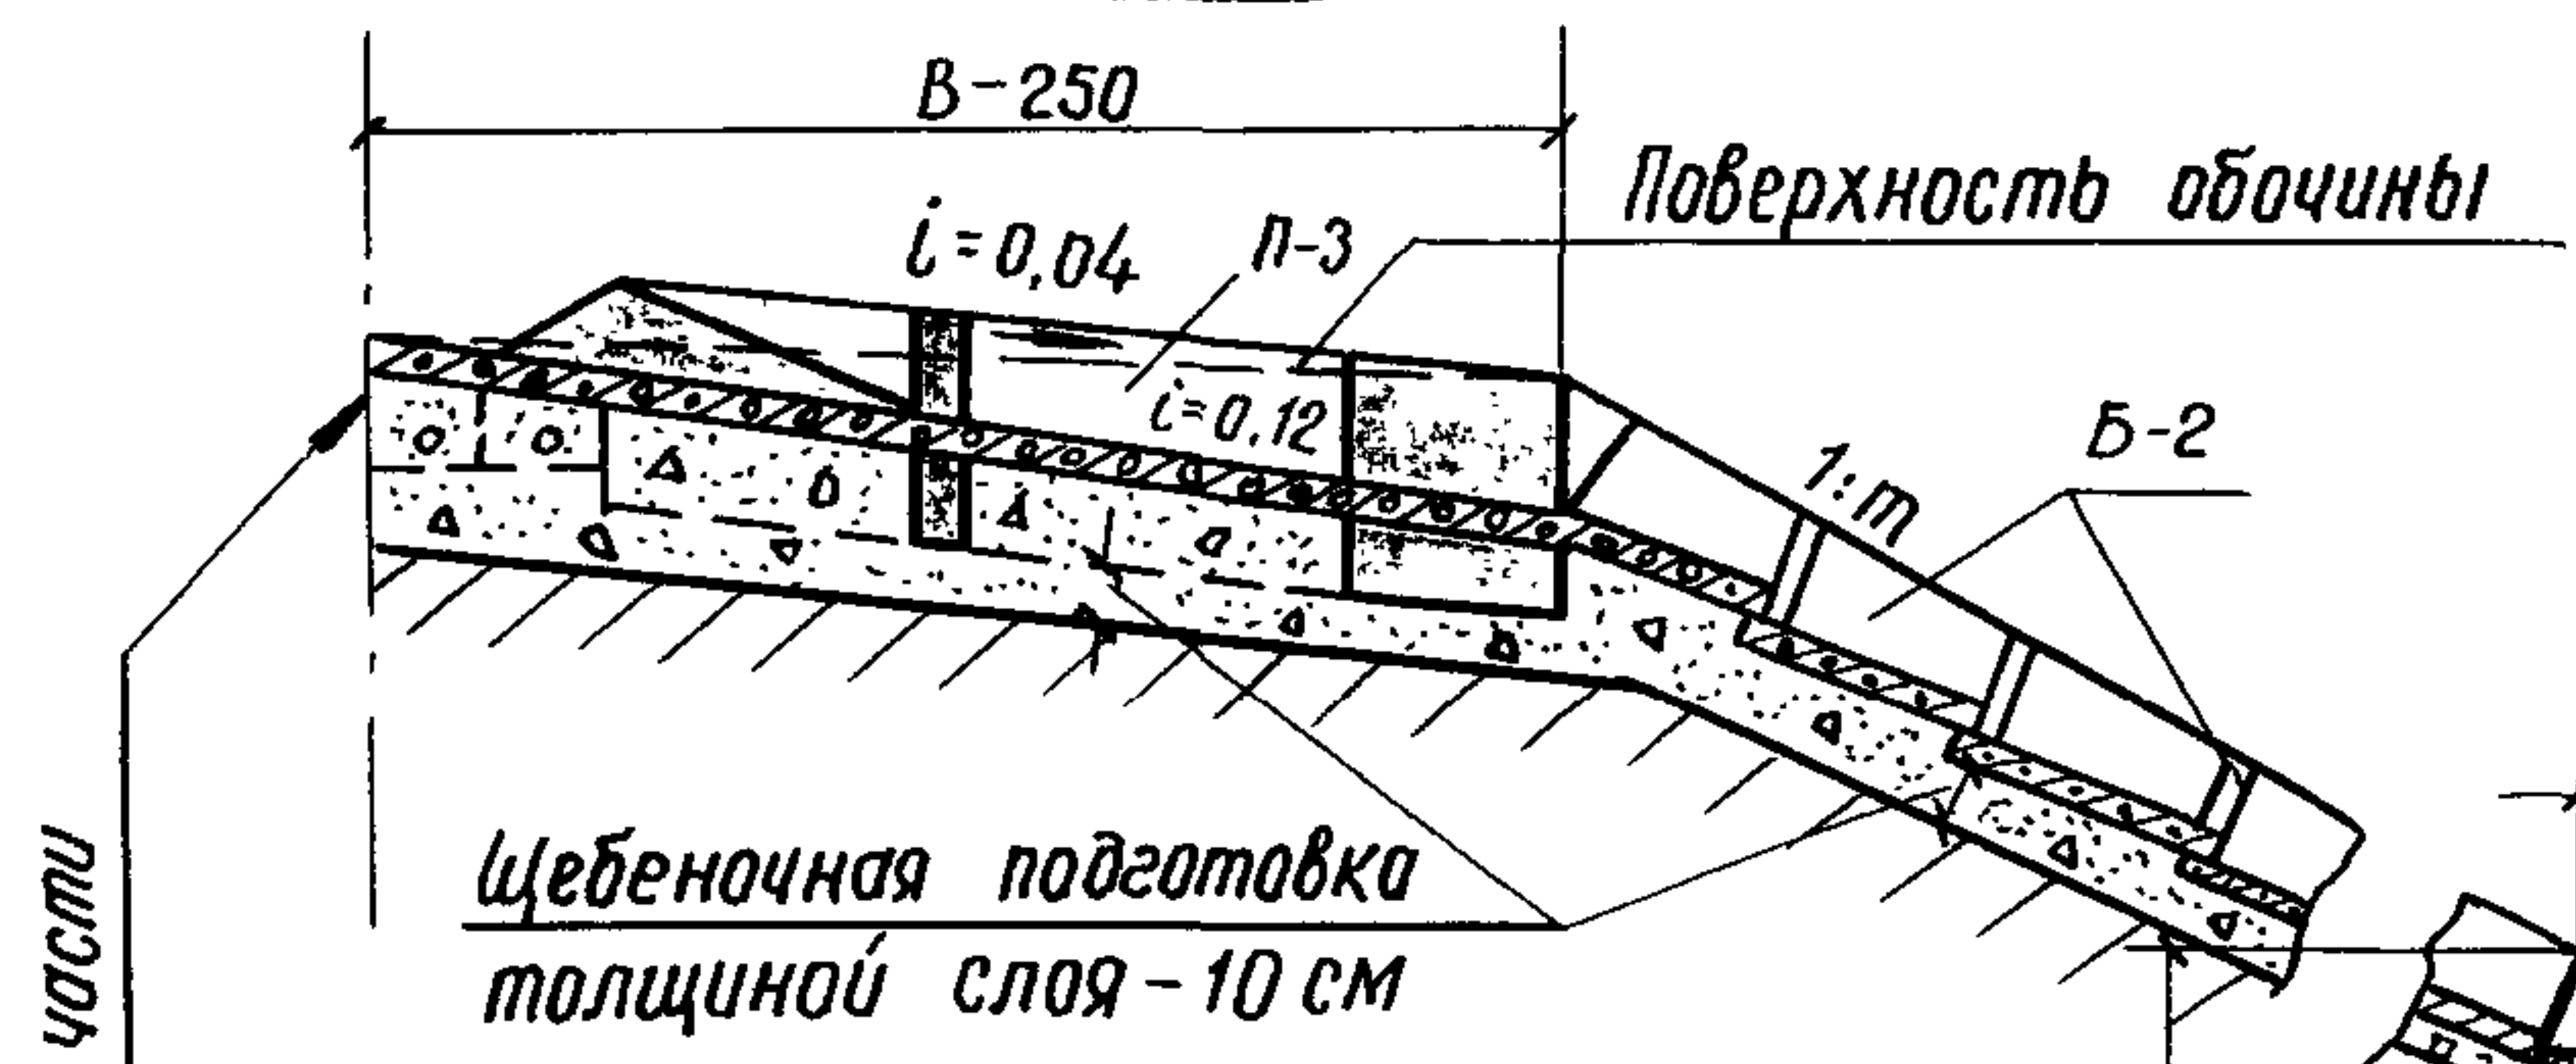 В-250
Поверхность обочины
i=0,04
П-3
i=0,12
Б-2
1:m
Щебеночная подготовка
толщиной слоя-10 см
части